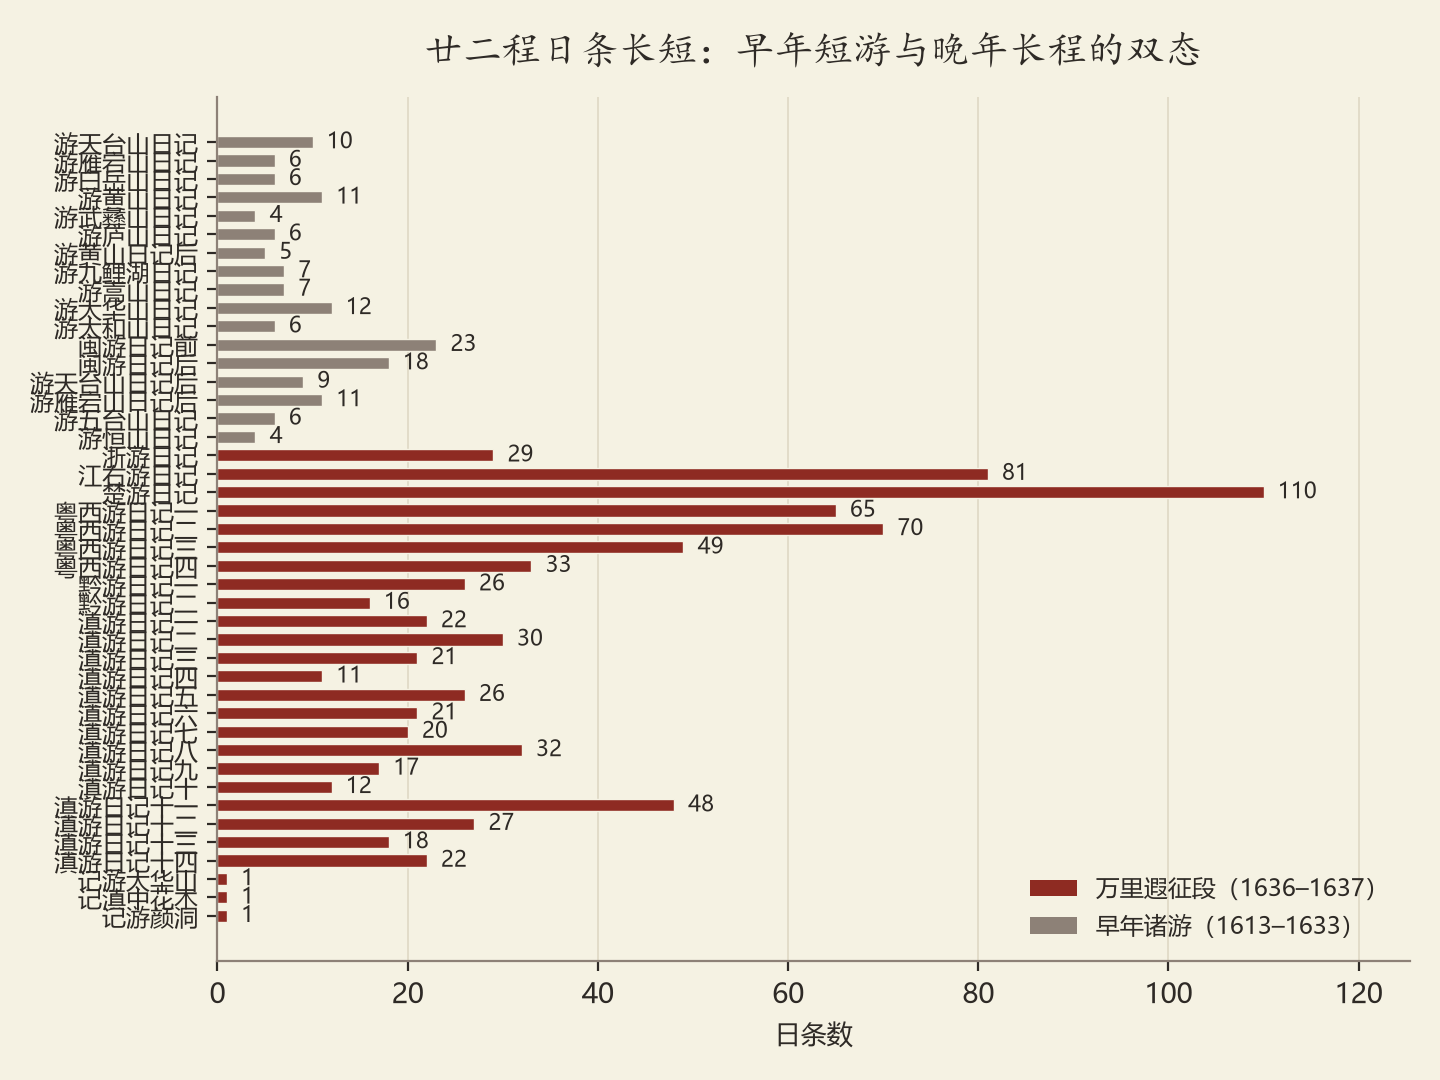 廿二程日条长短：早年短游与晚年长程的双态
游天台山日记 10
游雁宕山日记 6
游白岳山日记 6
游黄山日记 11
游武彝山日记 4
游庐山日记 6
游黄山日记后 5
游九鲤湖日记 7
游嵩山日记 7
游太华山日记 12
游太和山日记 6
闽游日记前 23
闽游日记后 18
游天台山日记后 9
游雁宕山日记后 11
游五台山日记 6
游恒山日记 4
浙游日记 29
江右游日记 81
楚游日记 110
粤西游日记一 65
粤西游日记二 70
粤西游日记三 49
粤西游日记四 33
黔游日记一 26
黔游日记二 16
滇游日记一 22
滇游日记二 30
滇游日记三 21
滇游日记四 11
滇游日记五 26
滇游日记六 21
滇游日记七 20
滇游日记八 32
滇游日记九 17
滇游日记十 12
滇游日记十一 48
滇游日记十二 27
滇游日记十三 18
滇游日记十四 22
记游太华山 1
记滇中花木 1
记游颜洞 1
万里遐征段（1636–1637）
早年诸游（1613–1633）
0 20 40 60 80 100 120
日条数